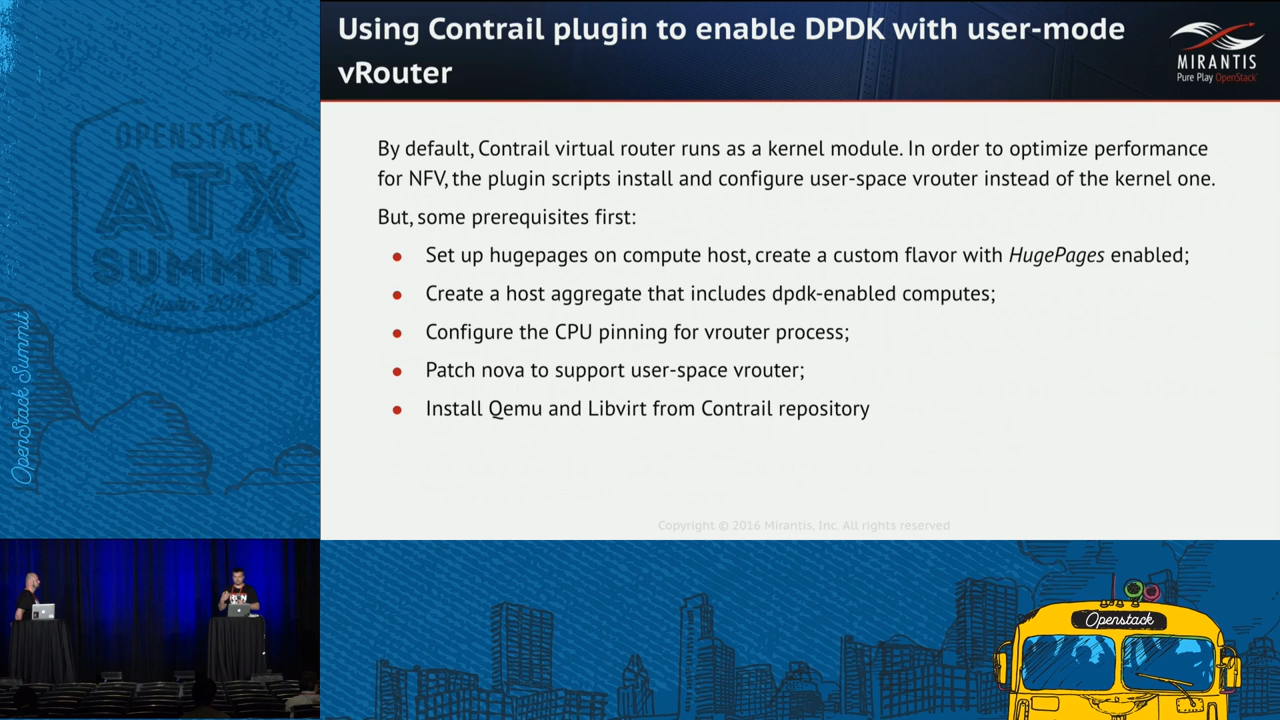 Using Contrail plugin to enable DPDK with user-mode
vRouter
MIRANTIS
Pure Play OpenStack
By default, Contrail virtual router runs as a kernel module. In order to optimize performance
for NFV, the plugin scripts install and configure user-space vrouter instead of the kernel one.
But, some prerequisites first:
● Set up hugepages on compute host, create a custom flavor with HugePages enabled;
● Create a host aggregate that includes dpdk-enabled computes;
● Configure the CPU pinning for vrouter process;
● Patch nova to support user-space vrouter;
● Install Qemu and Libvirt from Contrail repository
Copyright © 2016 Mirantis, Inc. All rights reserved
OPENSTACK
ATX
SUMMIT
Austin 2016
OpenStack Summit
Openstack